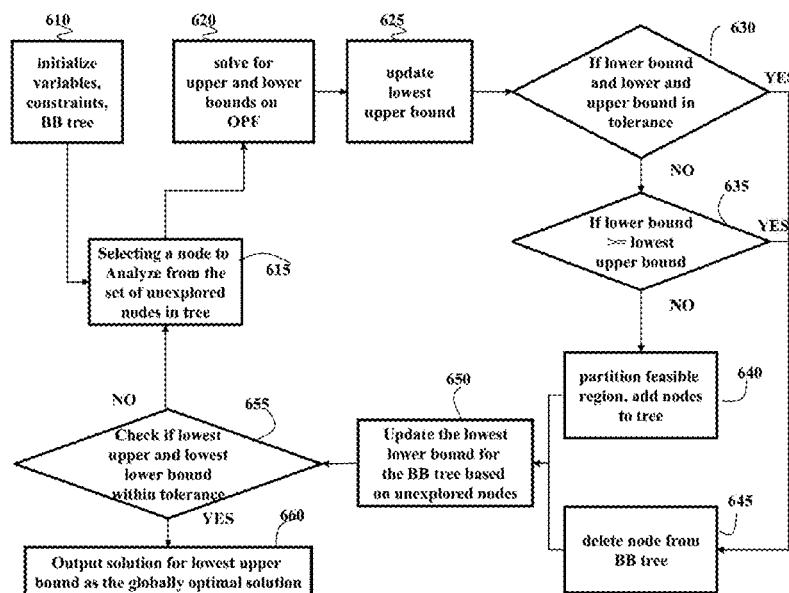 610
initialize
variables,
constraints,
BB tree
620
solve for
upper and lower
bounds on
OPF
625
update
lowest
upper bound
630
If lower bound
and lower and
upper bound in
tolerance
YES
NO
635
If lower bound
>= lowest
upper bound
YES
NO
Selecting a node to
Analyze from the
set of unexplored
nodes in tree
615
640
partition feasible
region, add nodes
to tree
650
Update the lowest
lower bound for
the BB tree based
on unexplored nodes
645
delete node from
BB tree
NO
655
Check if lowest
upper and lowest
lower bound
within tolerance
YES
660
Output solution for lowest upper
bound as the globally optimal solution